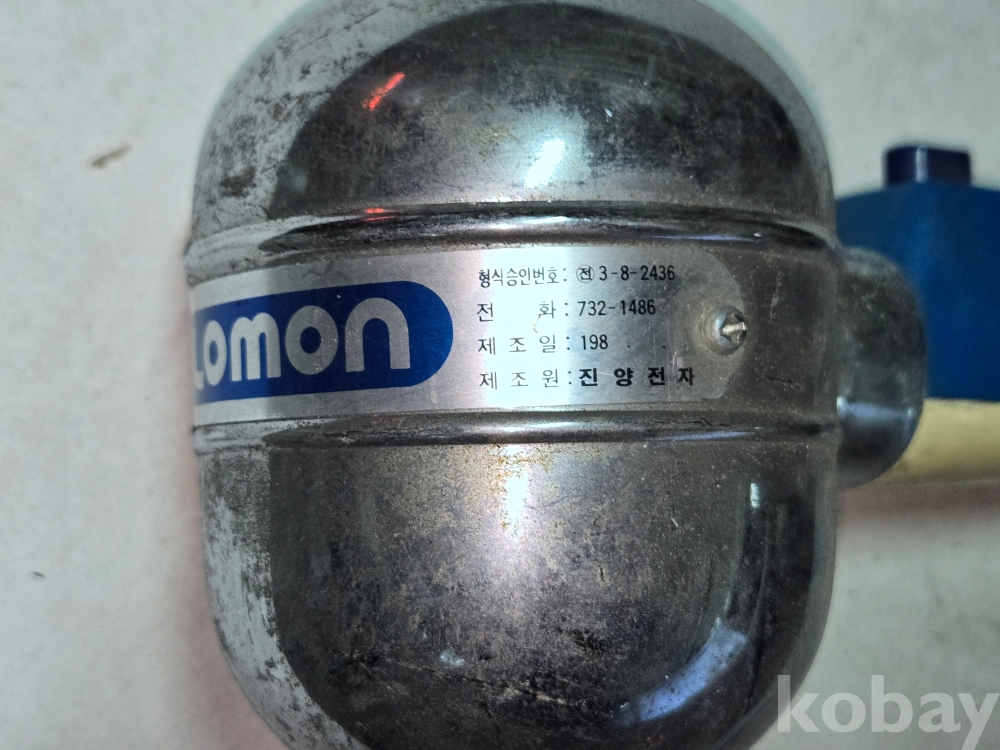 LOMON
형식승인번호: ㉾ 3-8-2436
전 화: 732-1486
제 조 일: 198 . .
제 조 원: 진 양 전 자
kobay